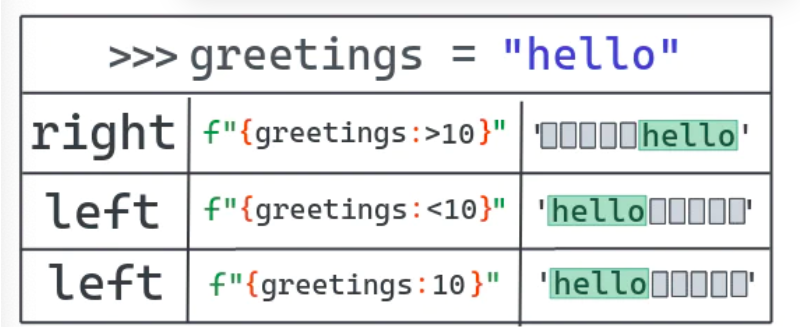 >>> greetings = "hello"
right f"{greetings:>10}" '□□□□□hello'
left f"{greetings:<10}" 'hello□□□□□'
left f"{greetings:10}" 'hello□□□□□'